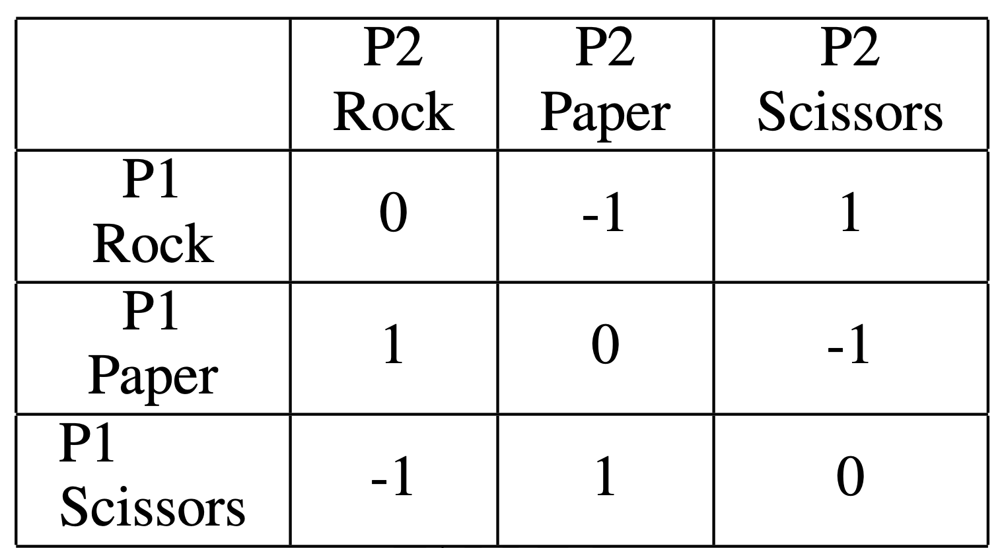 P2 P2 P2
Rock Paper Scissors
P1
Rock 0 -1 1
P1
Paper 1 0 -1
P1
Scissors -1 1 0